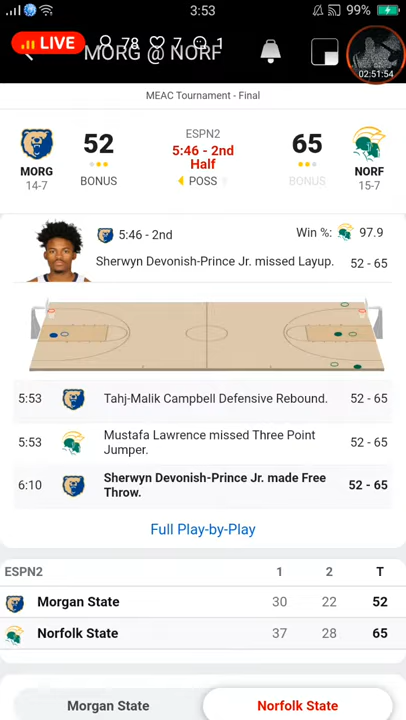 3:53
99%
LIVE
78
7
1
MORG @ NORF
02:51:54
MEAC Tournament - Final
52
ESPN2
5:46 - 2nd
Half
65
MORG
14-7
BONUS
POSS
BONUS
NORF
15-7
5:46 - 2nd
Win %:
97.9
Sherwyn Devonish-Prince Jr. missed Layup.
52 - 65
5:53
Tahj-Malik Campbell Defensive Rebound.
52 - 65
5:53
Mustafa Lawrence missed Three Point
Jumper.
52 - 65
6:10
Sherwyn Devonish-Prince Jr. made Free
Throw.
52 - 65
Full Play-by-Play
ESPN2 1 2 T
Morgan State 30 22 52
Norfolk State 37 28 65
Morgan State
Norfolk State